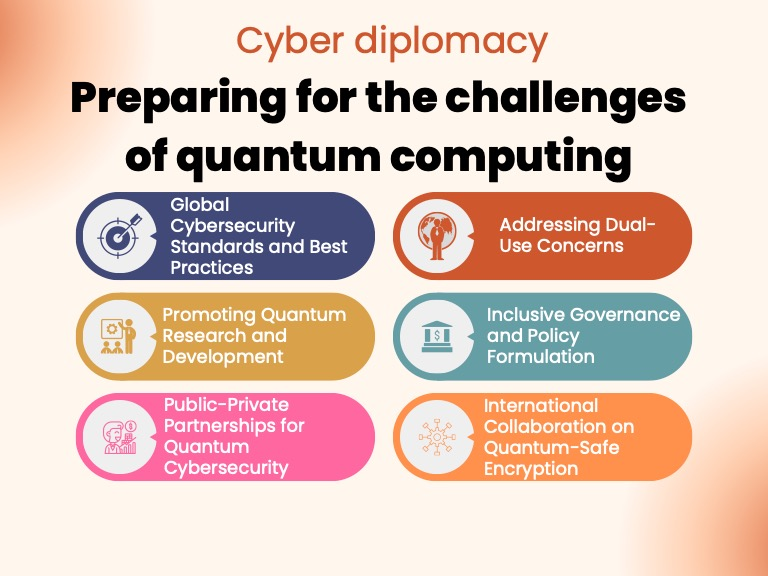 Cyber diplomacy
Preparing for the challenges
of quantum computing
Global
Cybersecurity
Standards and Best
Practices
Addressing Dual-
Use Concerns
Promoting Quantum
Research and
Development
Inclusive Governance
and Policy
Formulation
Public-Private
Partnerships for
Quantum
Cybersecurity
International
Collaboration on
Quantum-Safe
Encryption